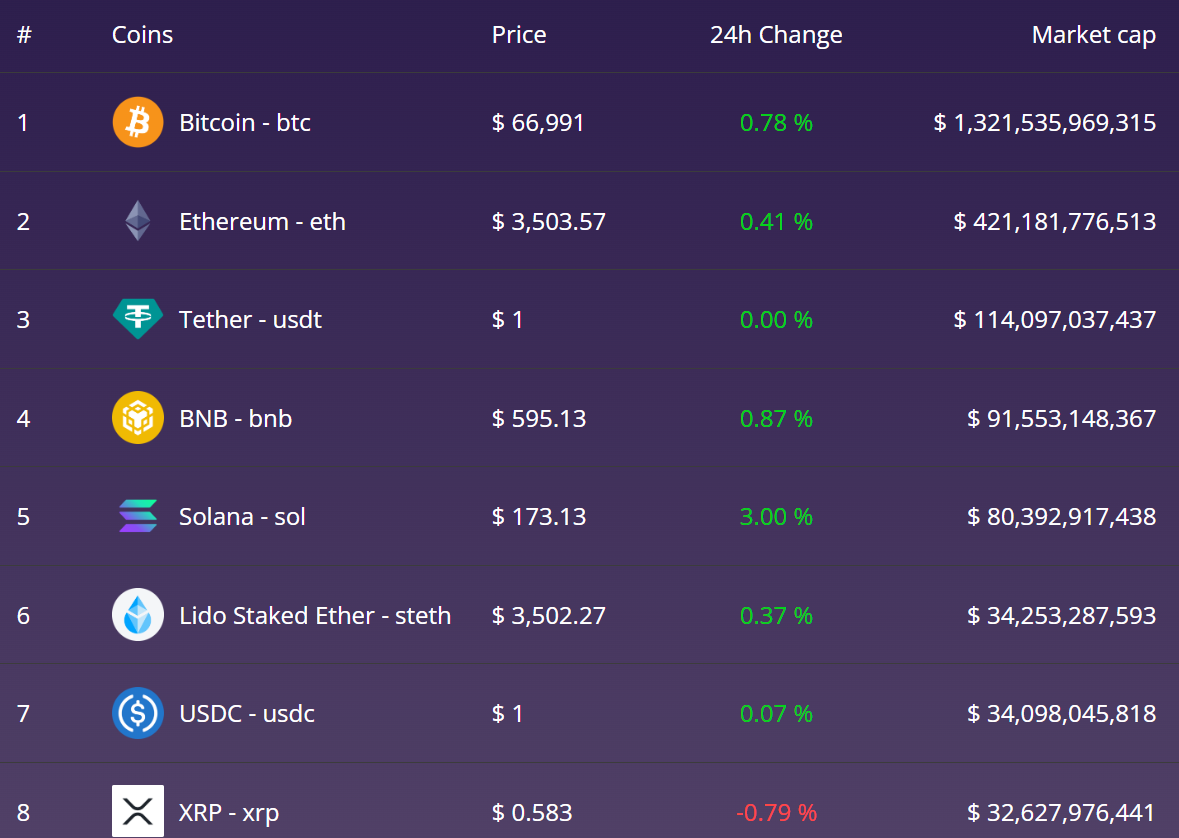 # Coins Price 24h Change Market cap
1 Bitcoin - btc $ 66,991 0.78 % $ 1,321,535,969,315
2 Ethereum - eth $ 3,503.57 0.41 % $ 421,181,776,513
3 Tether - usdt $ 1 0.00 % $ 114,097,037,437
4 BNB - bnb $ 595.13 0.87 % $ 91,553,148,367
5 Solana - sol $ 173.13 3.00 % $ 80,392,917,438
6 Lido Staked Ether - steth $ 3,502.27 0.37 % $ 34,253,287,593
7 USDC - usdc $ 1 0.07 % $ 34,098,045,818
8 XRP - xrp $ 0.583 -0.79 % $ 32,627,976,441